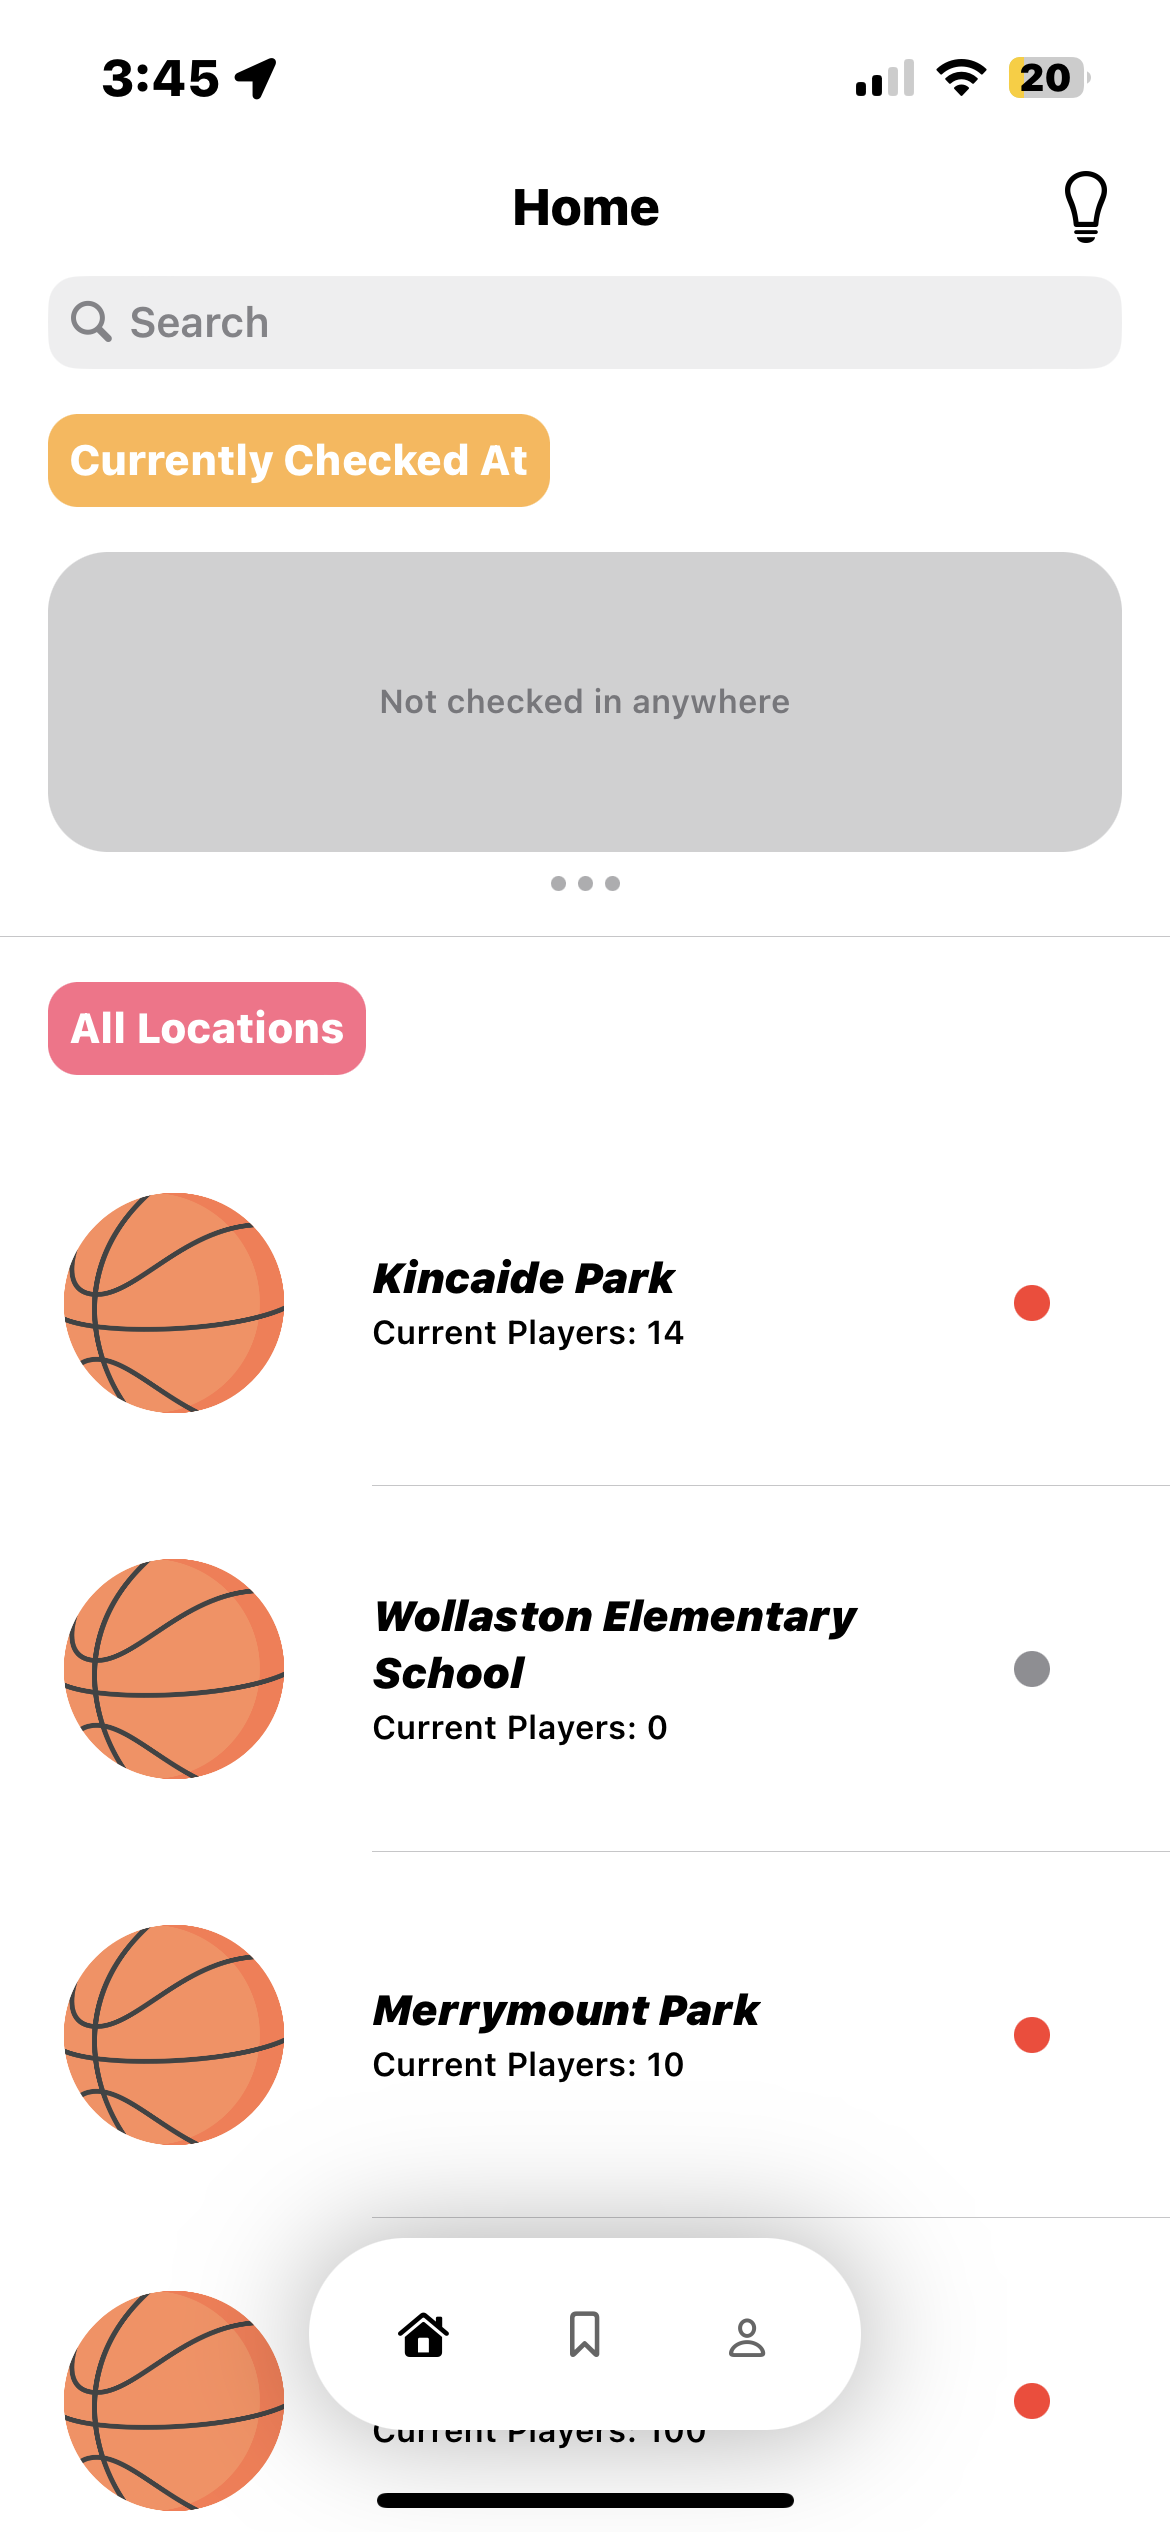 3:45
20
Home
Search
Currently Checked At
Not checked in anywhere
All Locations
Kincaide Park
Current Players: 14
Wollaston Elementary
School
Current Players: 0
Merrymount Park
Current Players: 10
Current Players: 100